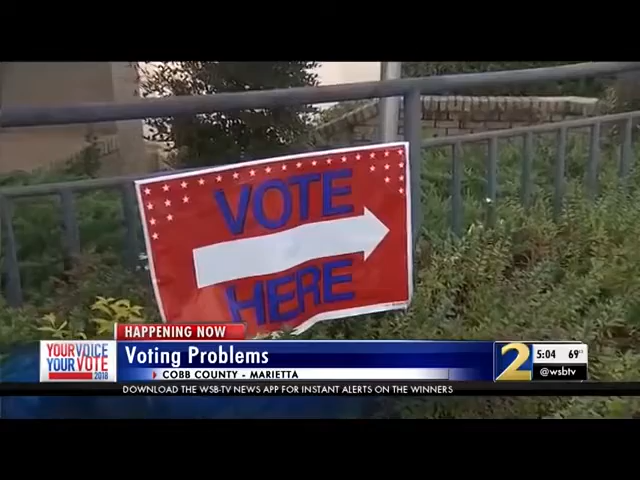 VOTE
HERE
HAPPENING NOW
YOUR VOICE
YOUR VOTE
2018
Voting Problems
COBB COUNTY - MARIETTA
2
5:04 69°
@wsbtv
DOWNLOAD THE WSB-TV NEWS APP FOR INSTANT ALERTS ON THE WINNERS